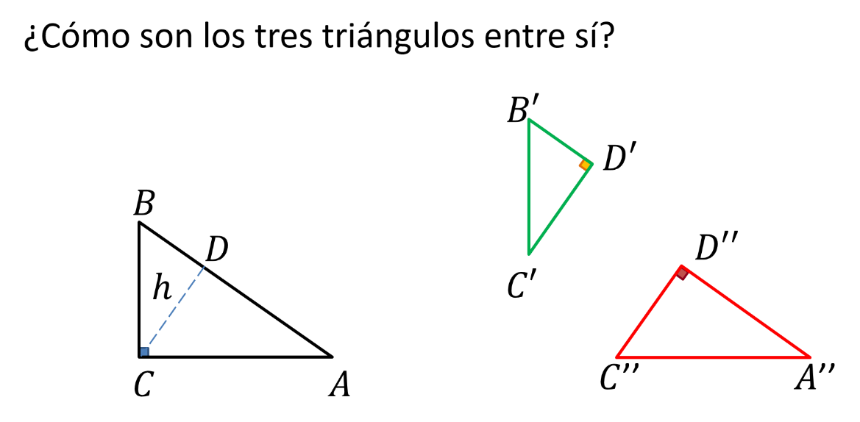 ¿Cómo son los tres triángulos entre sí?
B'
D'
B
D
D''
h
C'
C
A
C''
A''